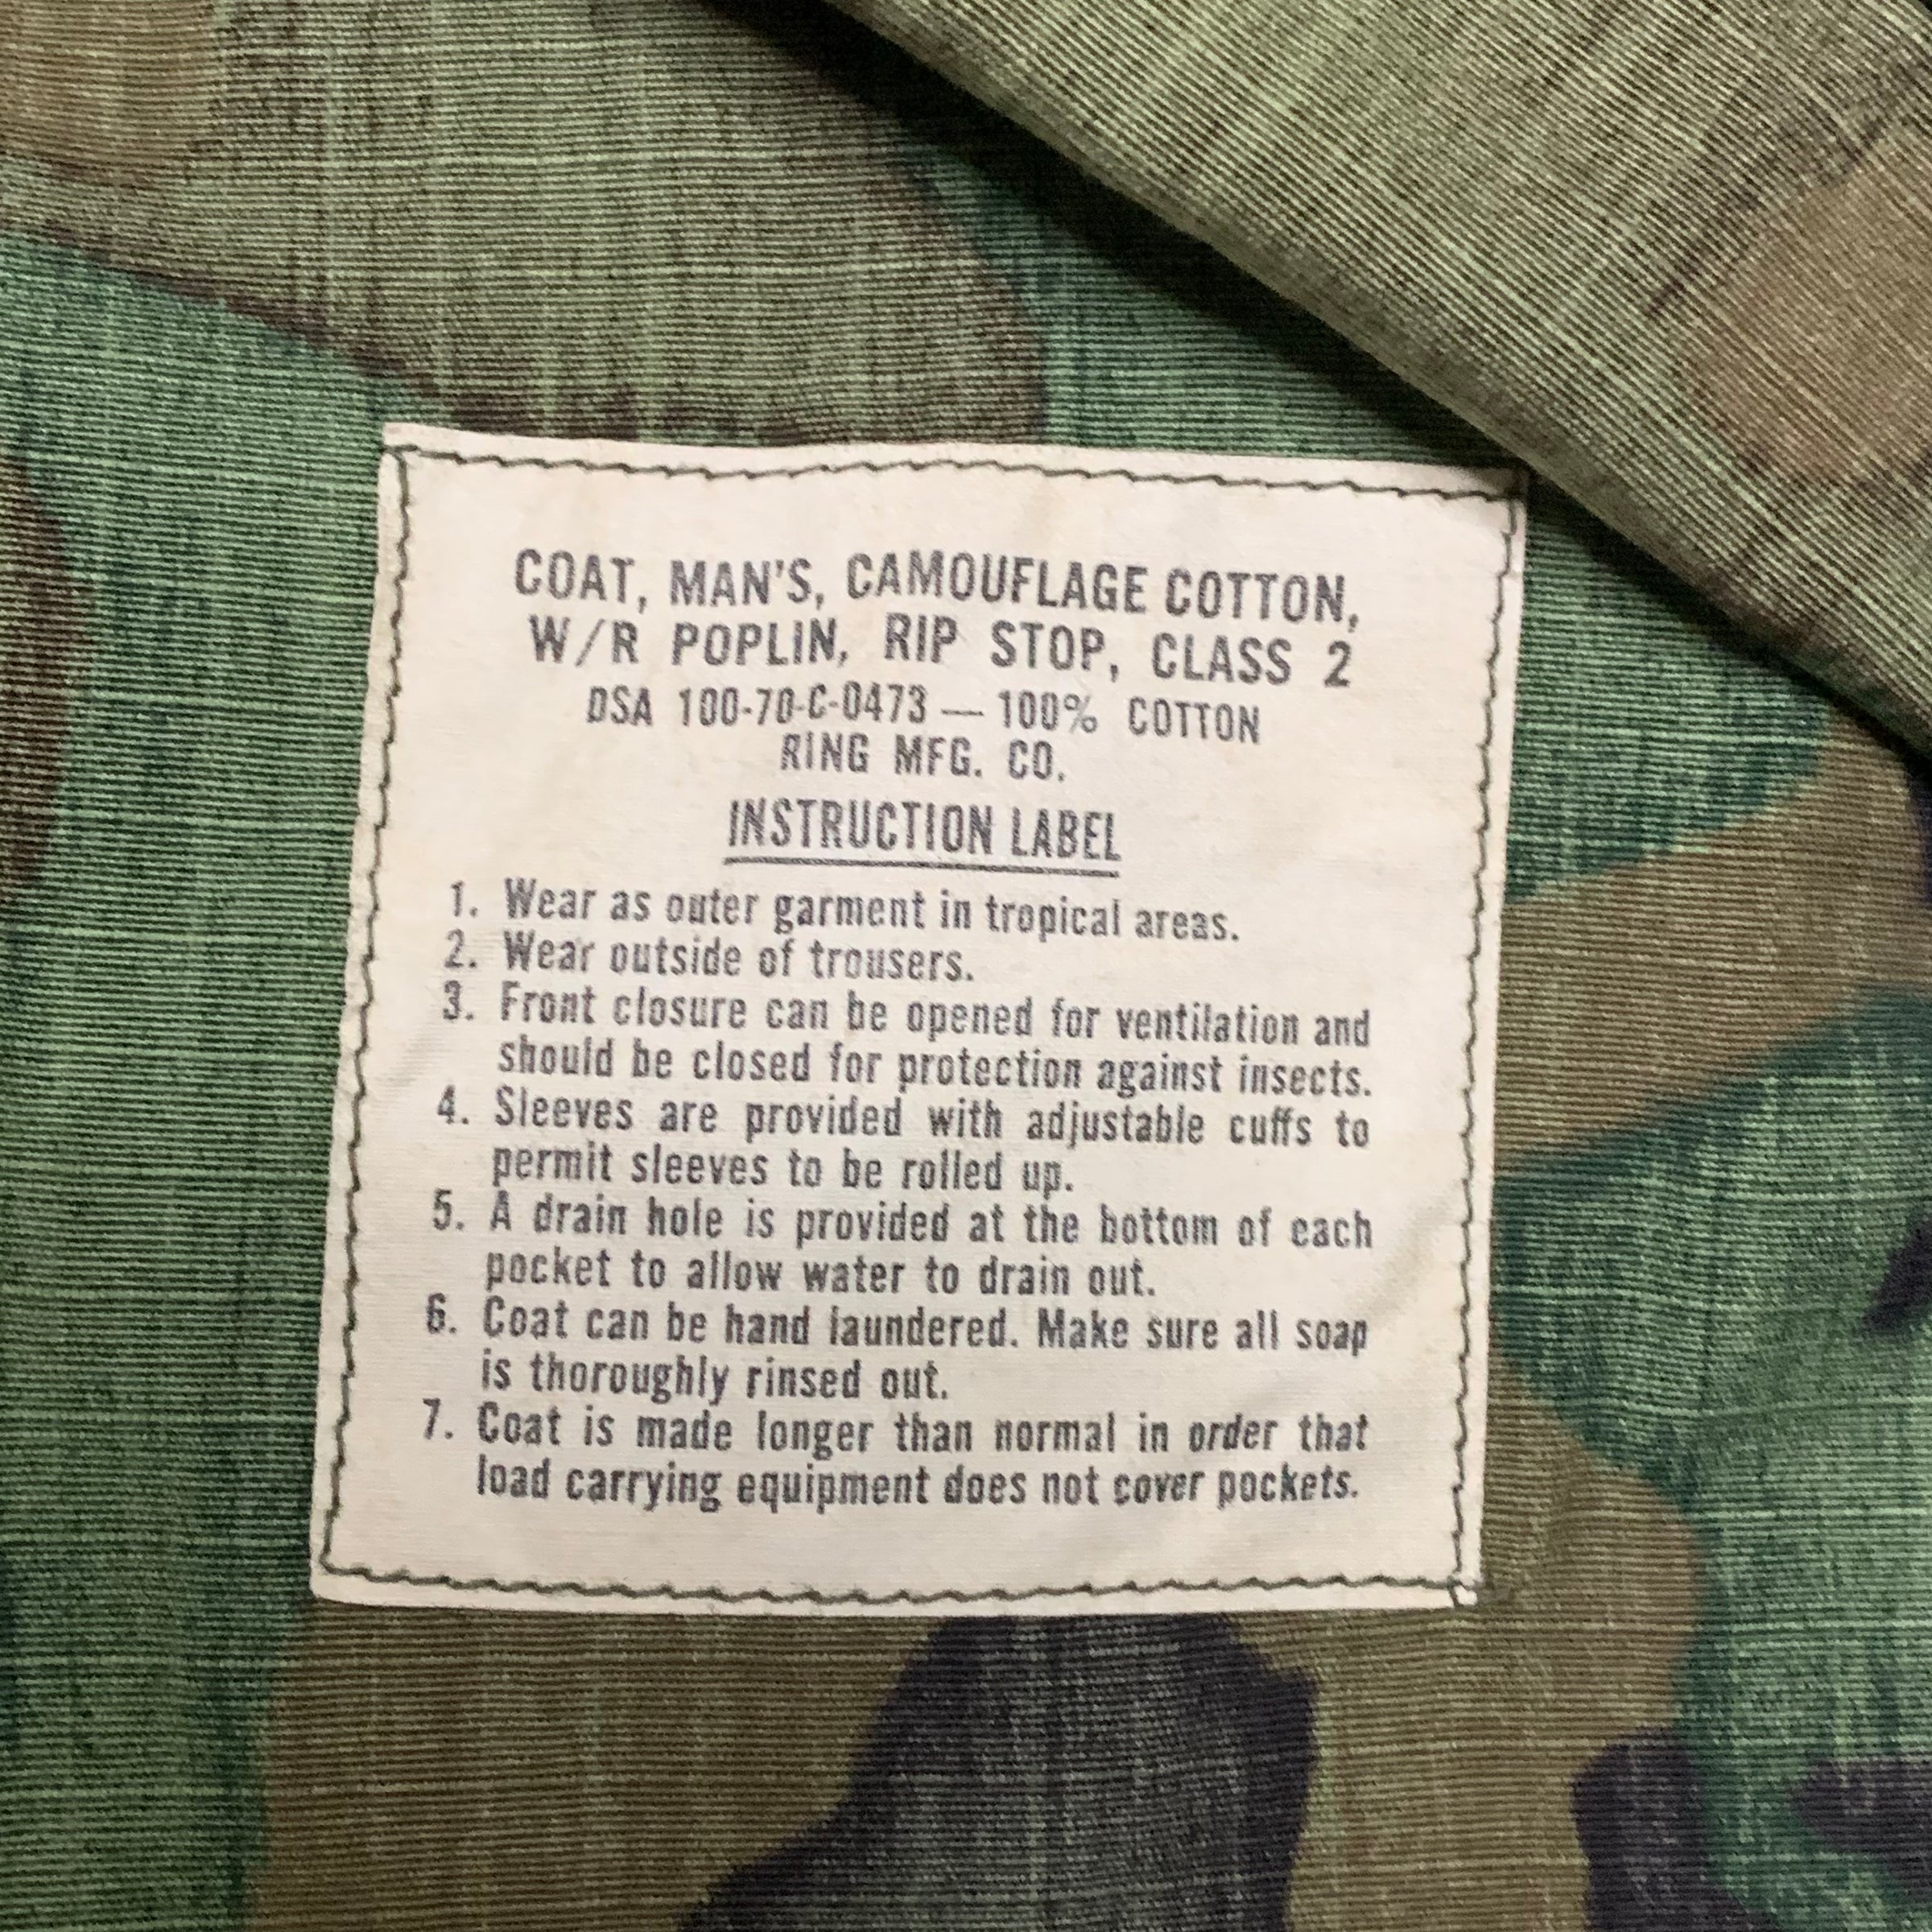 COAT, MAN'S, CAMOUFLAGE COTTON,
W/R POPLIN, RIP STOP, CLASS 2
DSA 100-70-C-0473 — 100% COTTON
RING MFG. CO.
INSTRUCTION LABEL
1. Wear as outer garment in tropical areas.
2. Wear outside of trousers.
3. Front closure can be opened for ventilation and
should be closed for protection against insects.
4. Sleeves are provided with adjustable cuffs to
permit sleeves to be rolled up.
5. A drain hole is provided at the bottom of each
pocket to allow water to drain out.
6. Coat can be hand laundered. Make sure all soap
is thoroughly rinsed out.
7. Coat is made longer than normal in order that
load carrying equipment does not cover pockets.